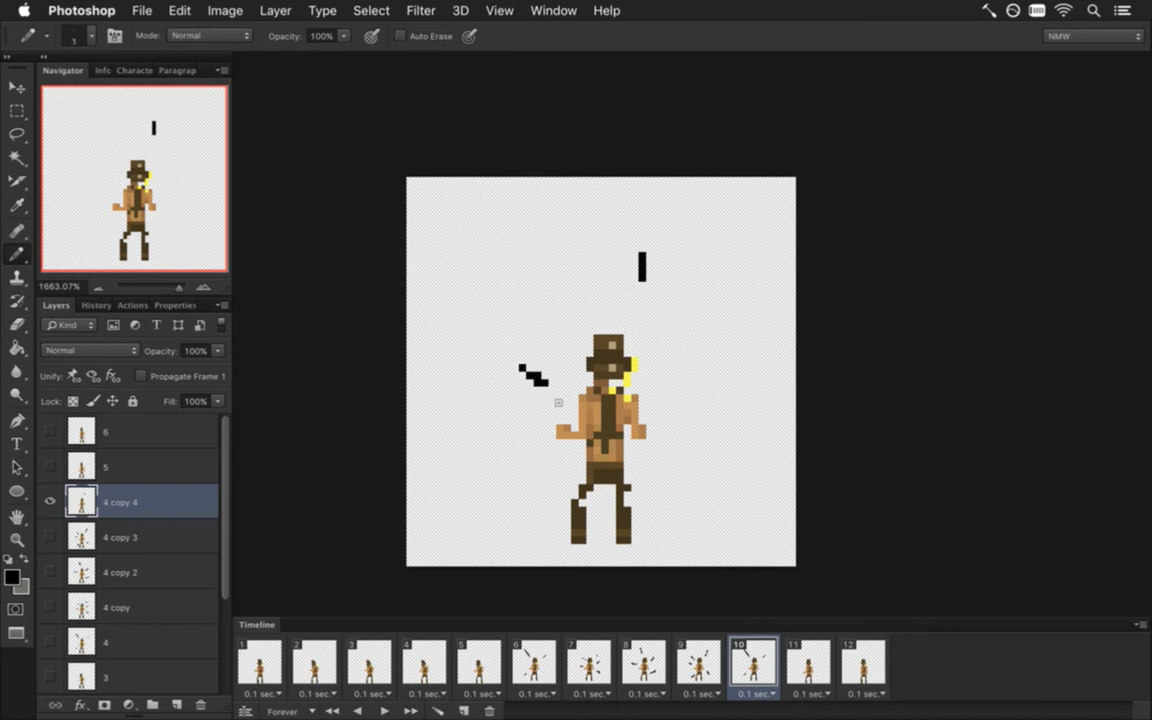 Photoshop File Edit Image Layer Type Select Filter 3D View Window Help
1 Mode: Normal Opacity: 100% Auto Erase NMW
Navigator Info Characte Paragrap
1663.07%
Layers History Actions Properties
Kind
Normal Opacity: 100%
Unify: Propagate Frame 1
Lock: Fill: 100%
6
5
4 copy 4
4 copy 3
4 copy 2
4 copy
4
3
fx
Timeline
1 2 3 4 5 6 7 8 9 10 11 12
0.1 sec. 0.1 sec. 0.1 sec. 0.1 sec. 0.1 sec. 0.1 sec. 0.1 sec. 0.1 sec. 0.1 sec. 0.1 sec. 0.1 sec. 0.1 sec.
Forever